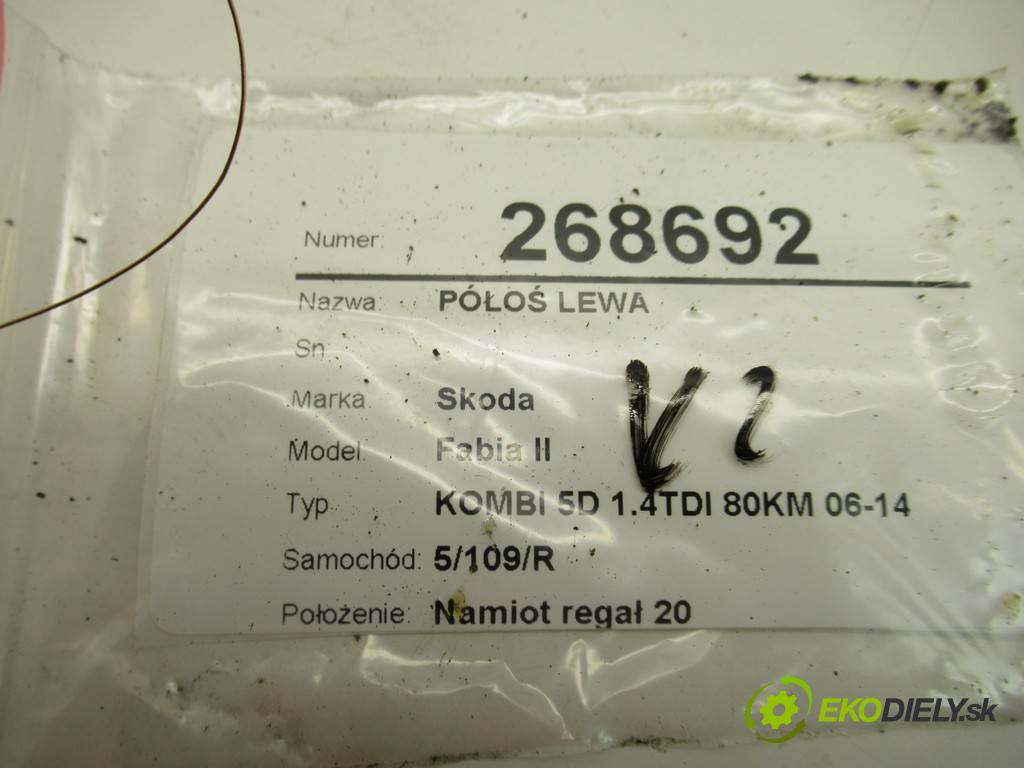 Numer: 268692
Nazwa: PÓŁOŚ LEWA
Sn
Marka Skoda
Model Fabia II
Typ KOMBI 5D 1.4TDI 80KM 06-14
Samochód: 5/109/R
Położenie: Namiot regał 20
EKODIELY.sk